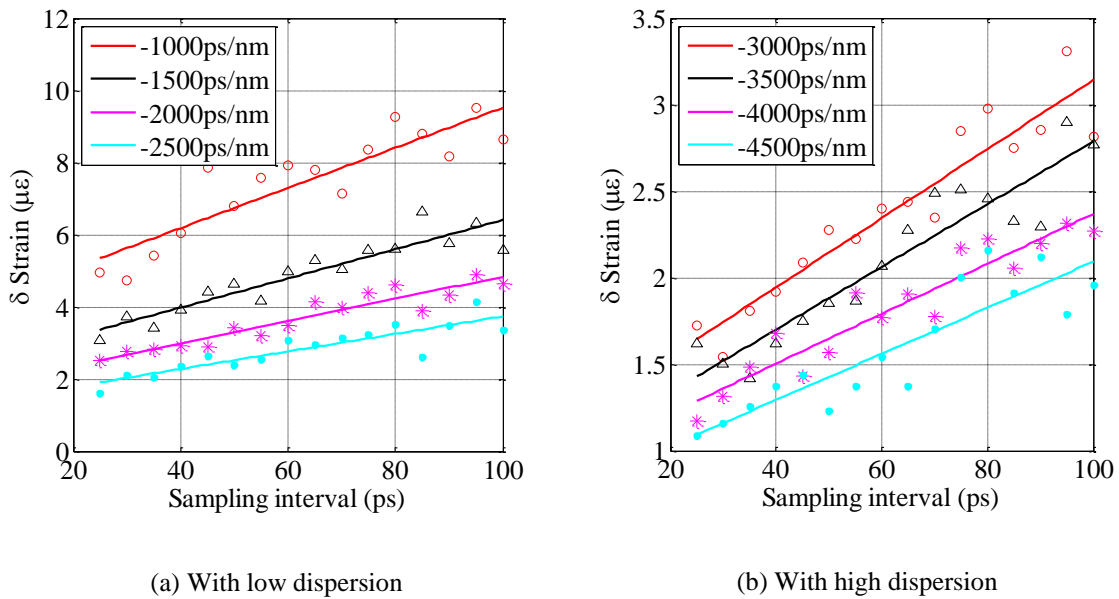 12
10
8
6
4
2
0
δ Strain (με)
-1000ps/nm
-1500ps/nm
-2000ps/nm
-2500ps/nm
20 40 60 80 100
Sampling interval (ps)
(a) With low dispersion
3.5
3
2.5
2
1.5
1
δ Strain (με)
-3000ps/nm
-3500ps/nm
-4000ps/nm
-4500ps/nm
20 40 60 80 100
Sampling interval (ps)
(b) With high dispersion